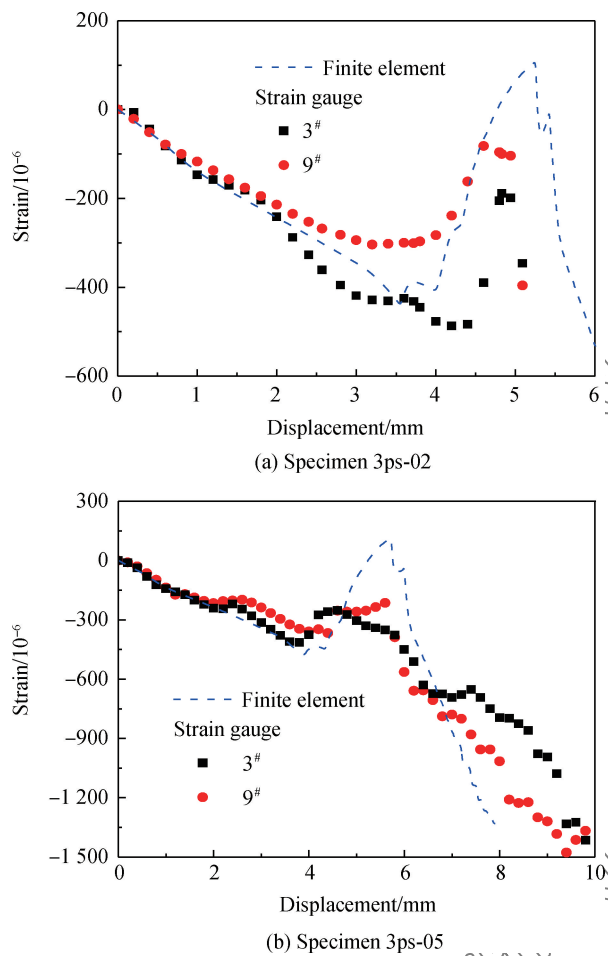 200
0
−200
−400
−600
Strain/10⁻⁶
Finite element
Strain gauge
3#
9#
0 1 2 3 4 5 6
Displacement/mm
(a) Specimen 3ps-02
300
0
−300
−600
−900
−1 200
−1 500
Strain/10⁻⁶
Finite element
Strain gauge
3#
9#
0 2 4 6 8 10
Displacement/mm
(b) Specimen 3ps-05